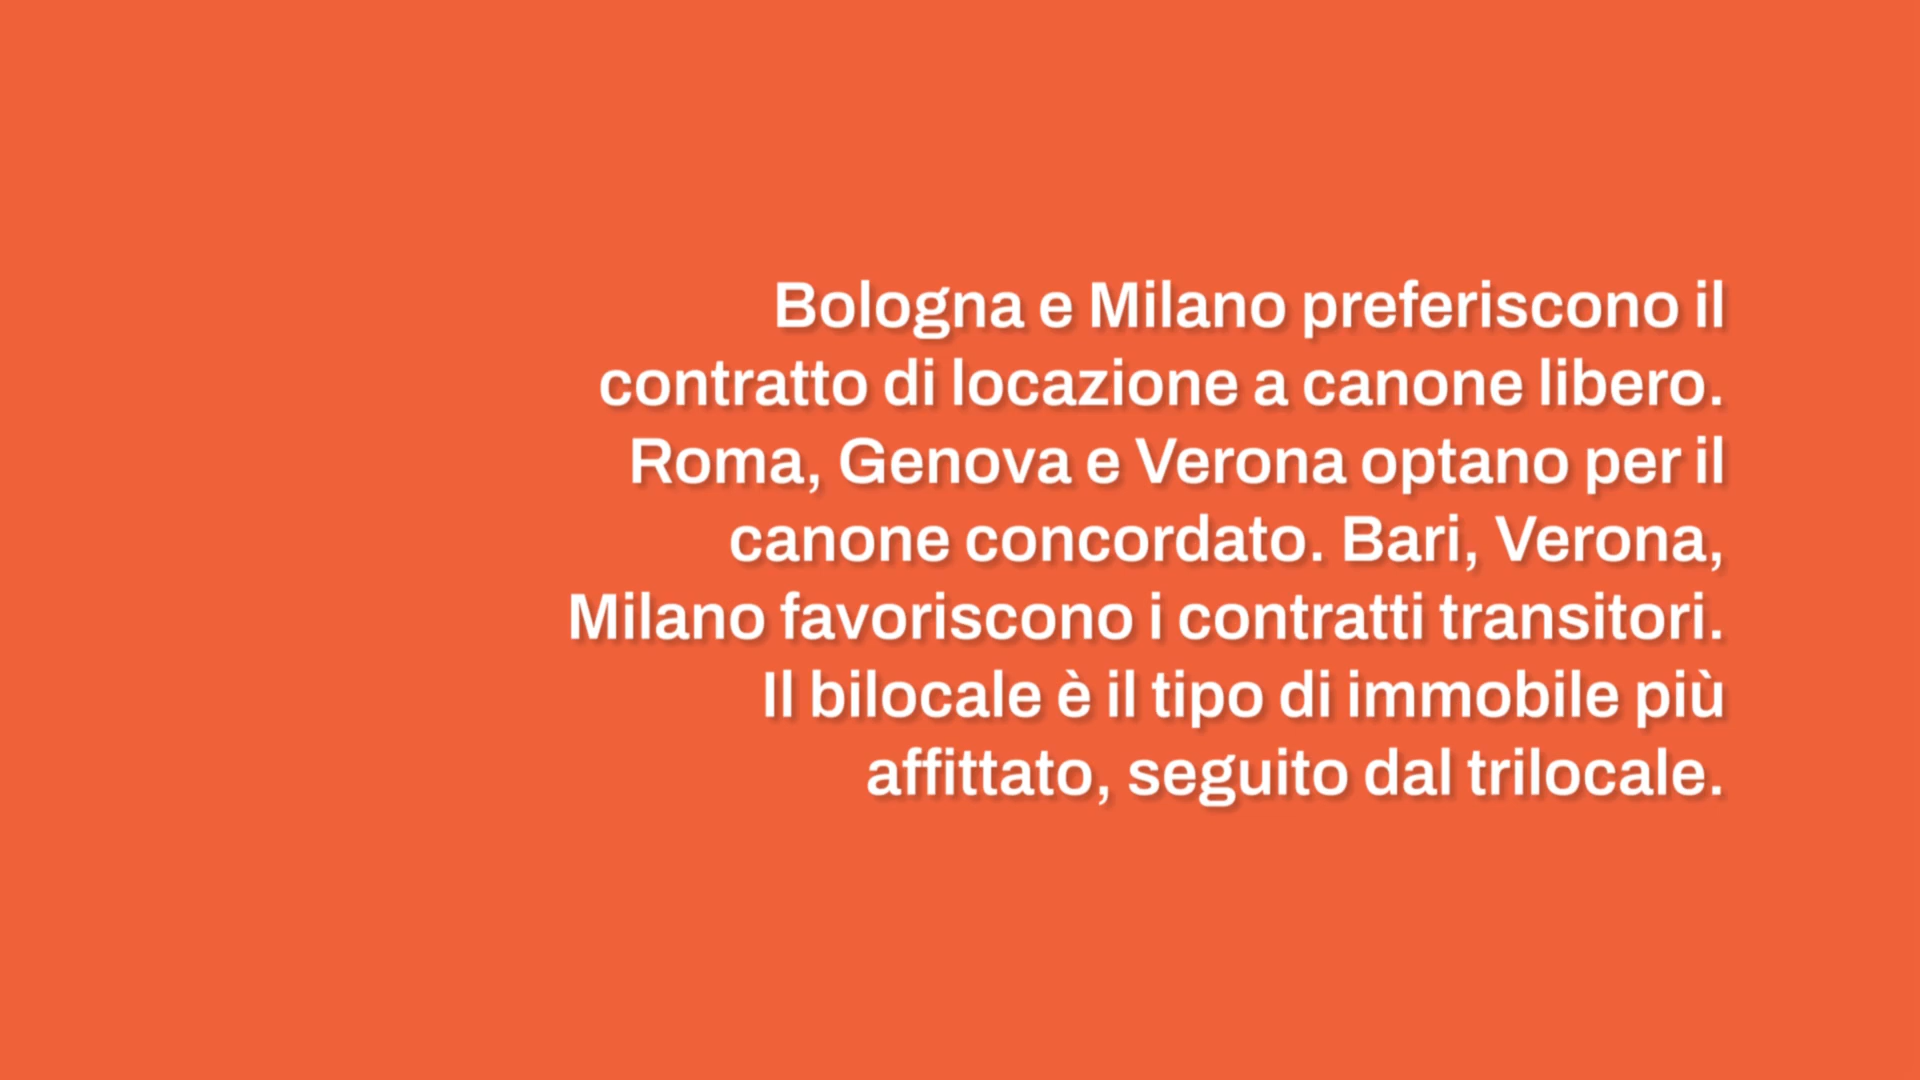 Bologna e Milano preferiscono il
contratto di locazione a canone libero.
Roma, Genova e Verona optano per il
canone concordato. Bari, Verona,
Milano favoriscono i contratti transitori.
Il bilocale è il tipo di immobile più
affittato, seguito dal trilocale.